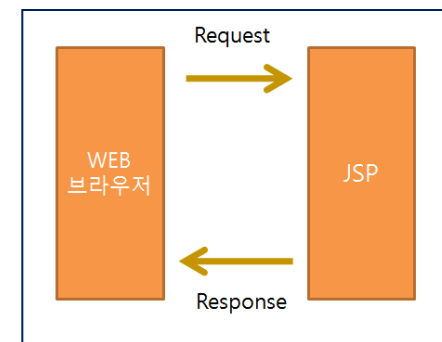 Request
WEB
브라우저
JSP
Response